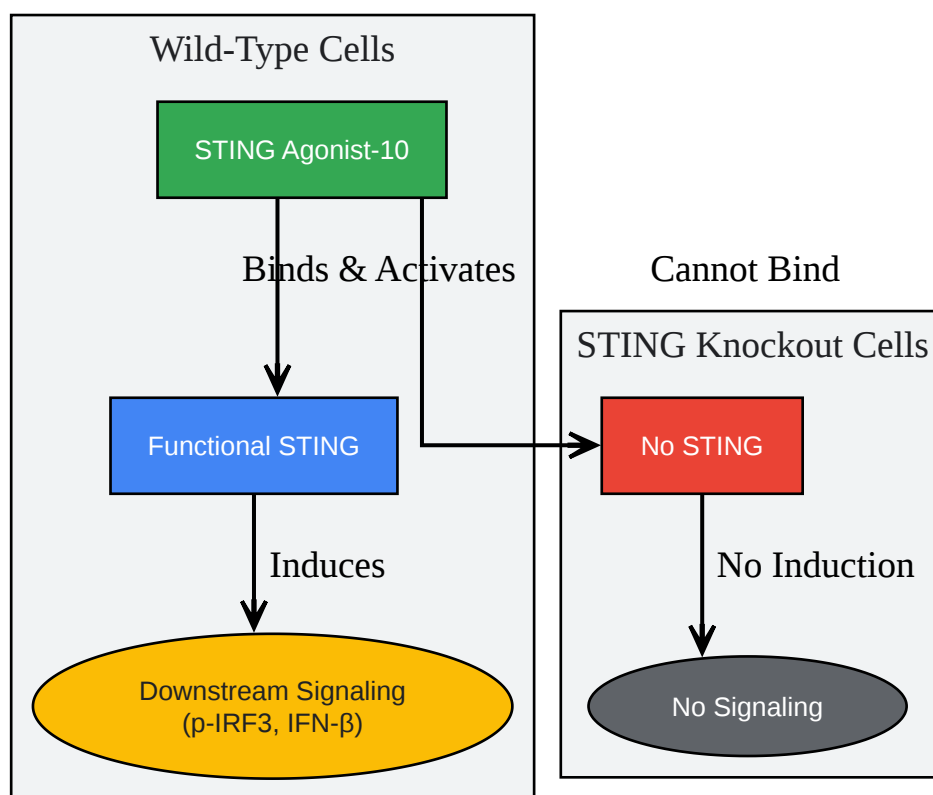 Wild-Type Cells
STING Agonist-10
Binds & Activates
Cannot Bind
STING Knockout Cells
Functional STING
No STING
Induces
No Induction
Downstream Signaling
(p-IRF3, IFN-β)
No Signaling